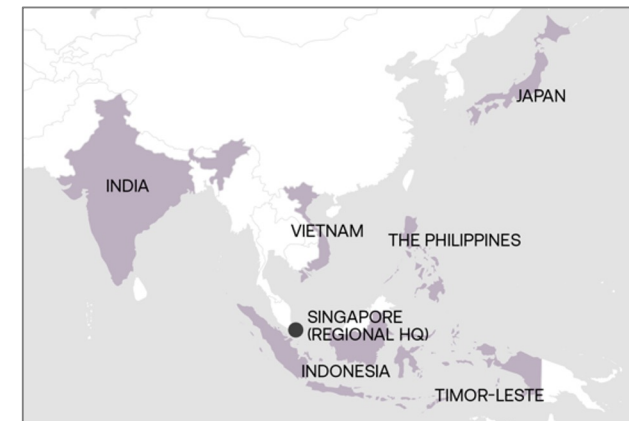 JAPAN
INDIA
VIETNAM
THE PHILIPPINES
SINGAPORE
(REGIONAL HQ)
INDONESIA
TIMOR-LESTE